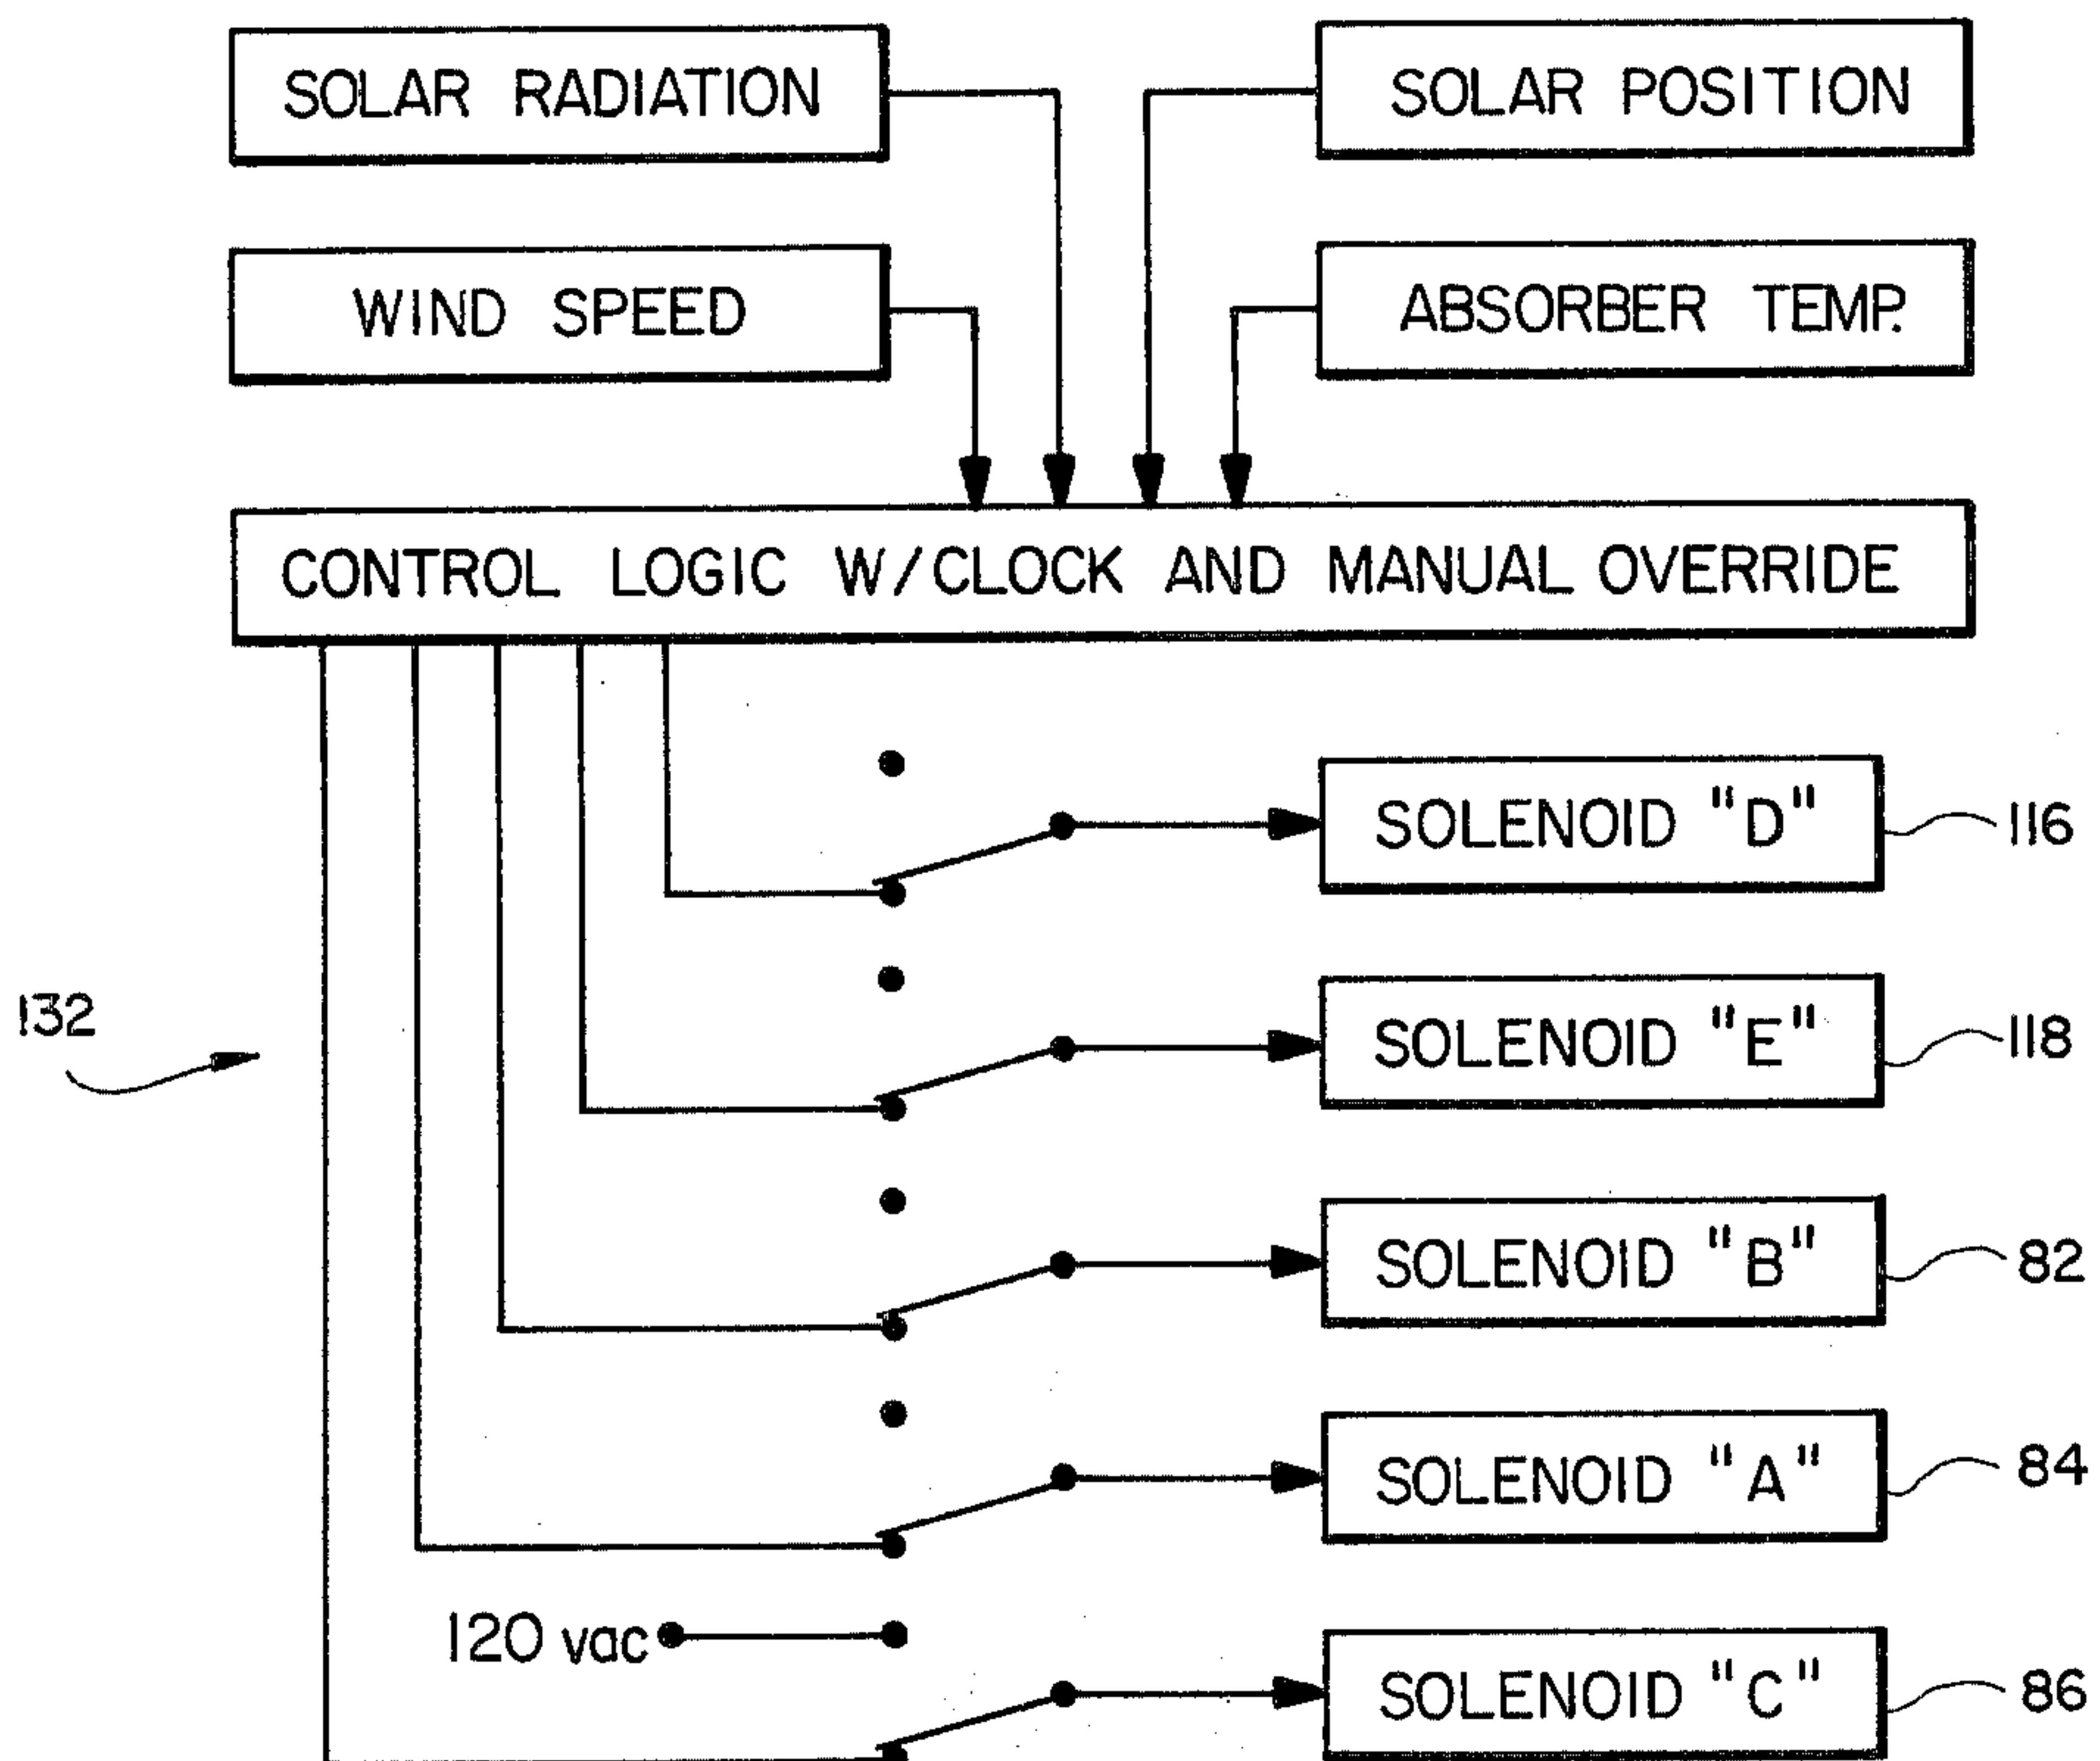 SOLAR RADIATION
SOLAR POSITION
WIND SPEED
ABSORBER TEMP.
CONTROL LOGIC W/CLOCK AND MANUAL OVERRIDE
SOLENOID "D"
116
132
SOLENOID "E"
118
SOLENOID "B"
82
SOLENOID "A"
84
120 vac
SOLENOID "C"
86